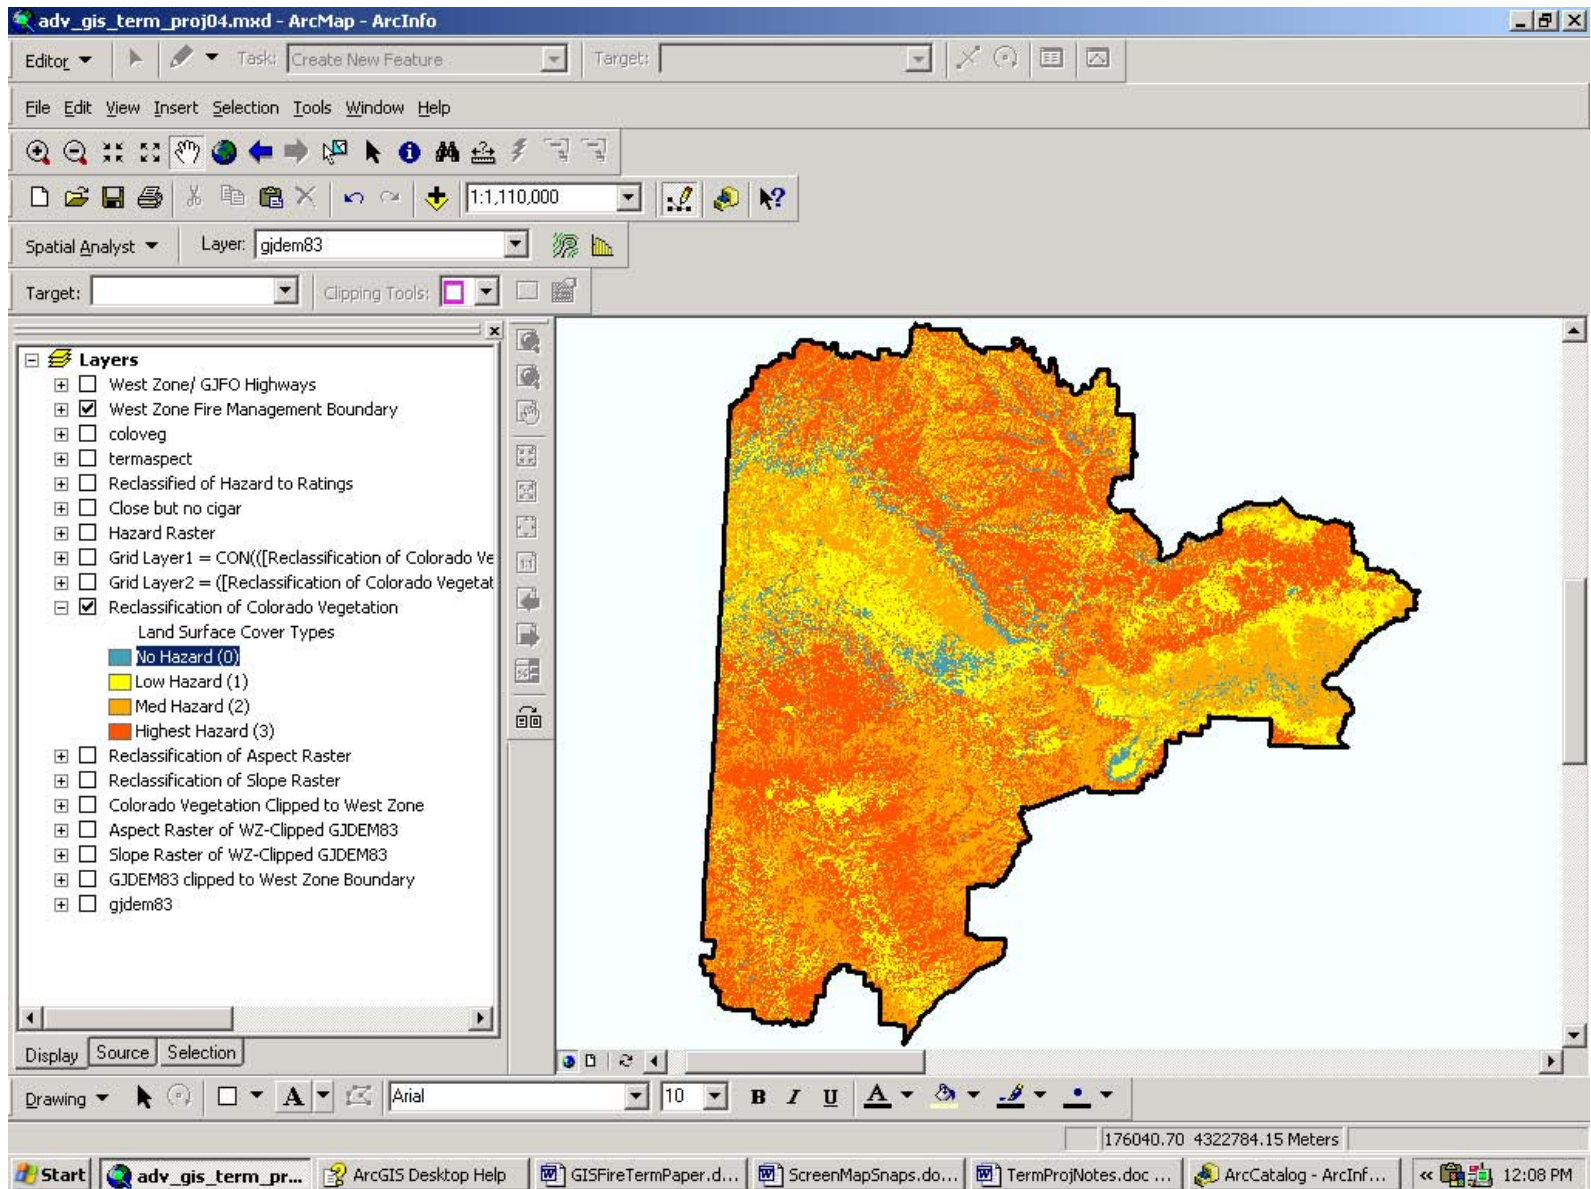 adv_gis_term_proj04.mxd - ArcMap - ArcInfo
Editor Task: Create New Feature Target:
File Edit View Insert Selection Tools Window Help
1:1,110,000
Spatial Analyst Layer: gjdem83
Target: Clipping Tools:
Layers
West Zone/ GJFO Highways
West Zone Fire Management Boundary
coloveg
termaspect
Reclassified of Hazard to Ratings
Close but no cigar
Hazard Raster
Grid Layer1 = CON(([Reclassification of Colorado Ve
Grid Layer2 = ([Reclassification of Colorado Vegetat
Reclassification of Colorado Vegetation
Land Surface Cover Types
No Hazard (0)
Low Hazard (1)
Med Hazard (2)
Highest Hazard (3)
Reclassification of Aspect Raster
Reclassification of Slope Raster
Colorado Vegetation Clipped to West Zone
Aspect Raster of WZ-Clipped GJDEM83
Slope Raster of WZ-Clipped GJDEM83
GJDEM83 clipped to West Zone Boundary
gjdem83
1:1
Display Source Selection
Drawing A Arial 10 B I U A
176040.70 4322784.15 Meters
Start adv_gis_term_pr... ArcGIS Desktop Help GISFireTermPaper.d... ScreenMapSnaps.do... TermProjNotes.doc ... ArcCatalog - ArcInf... « 12:08 PM